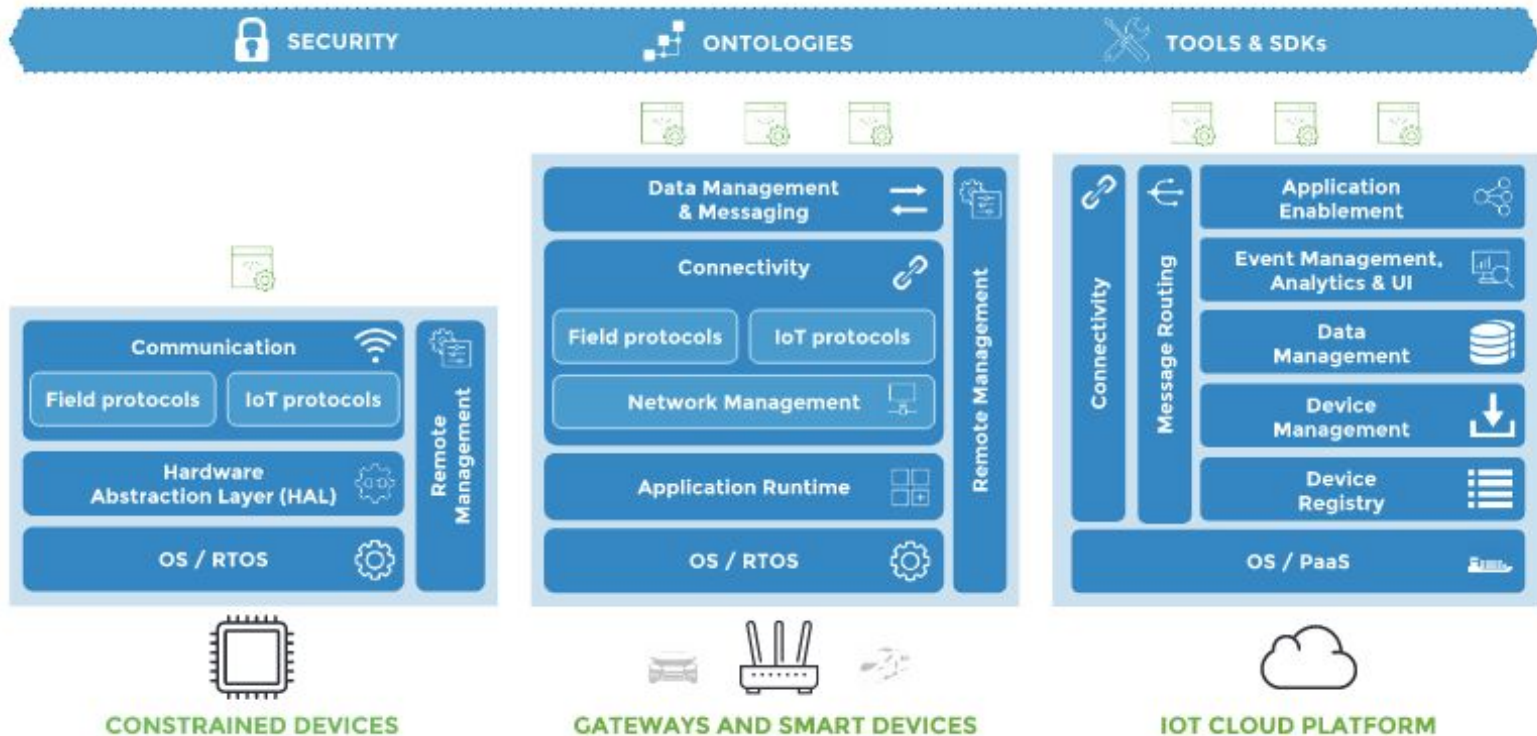 SECURITY
ONTOLOGIES
TOOLS & SDKs
Communication
Field protocols
IoT protocols
Hardware
Abstraction Layer (HAL)
OS / RTOS
Remote
Management
CONSTRAINED DEVICES
Data Management
& Messaging
Connectivity
Field protocols
IoT protocols
Network Management
Application Runtime
OS / RTOS
Remote Management
GATEWAYS AND SMART DEVICES
Connectivity
Message Routing
Application
Enablement
Event Management,
Analytics & UI
Data
Management
Device
Management
Device
Registry
OS / PaaS
IOT CLOUD PLATFORM